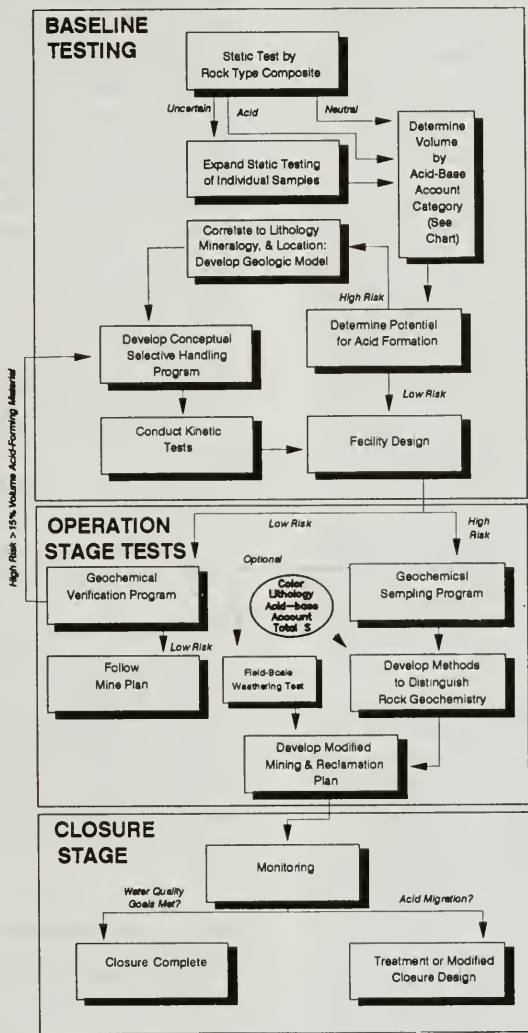 BASELINE
TESTING
Static Test by
Rock Type Composite
Uncertain
Acid
Neutral
Determine
Volume
by
Acid-Base
Account
Category
(See
Chart)
Expand Static Testing
of Individual Samples
Correlate to Lithology
Mineralogy, & Location:
Develop Geologic Model
High Risk
Determine Potential
for Acid Formation
Develop Conceptual
Selective Handling
Program
Low Risk
Conduct Kinetic
Tests
Facility Design
High Risk >15% Volume Acid-Forming Material
OPERATION
STAGE TESTS
Low Risk
High
Risk
Optional
Geochemical
Verification Program
Color
Lithology
Acid-base
Account
Total S
Geochemical
Sampling Program
Low Risk
Follow
Mine Plan
Field-Scale
Weathering Test
Develop Methods
to Distinguish
Rock Geochemistry
Develop Modified
Mining & Reclamation
Plan
CLOSURE
STAGE
Monitoring
Water Quality
Goals Met?
Acid Migration?
Closure Complete
Treatment or Modified
Closure Design